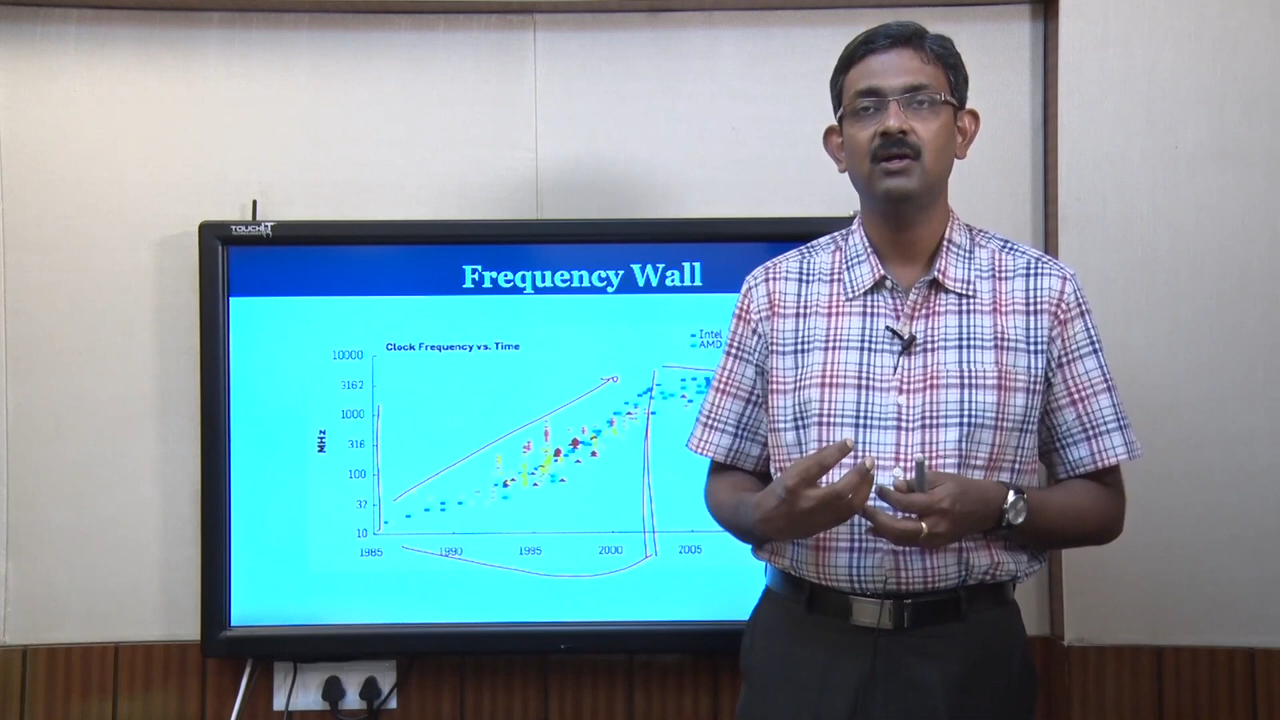 TOUCHIT
Frequency Wall
Clock Frequency vs. Time
Intel
AMD
10000
3162
1000
316
100
32
10
MHz
1985 1990 1995 2000 2005